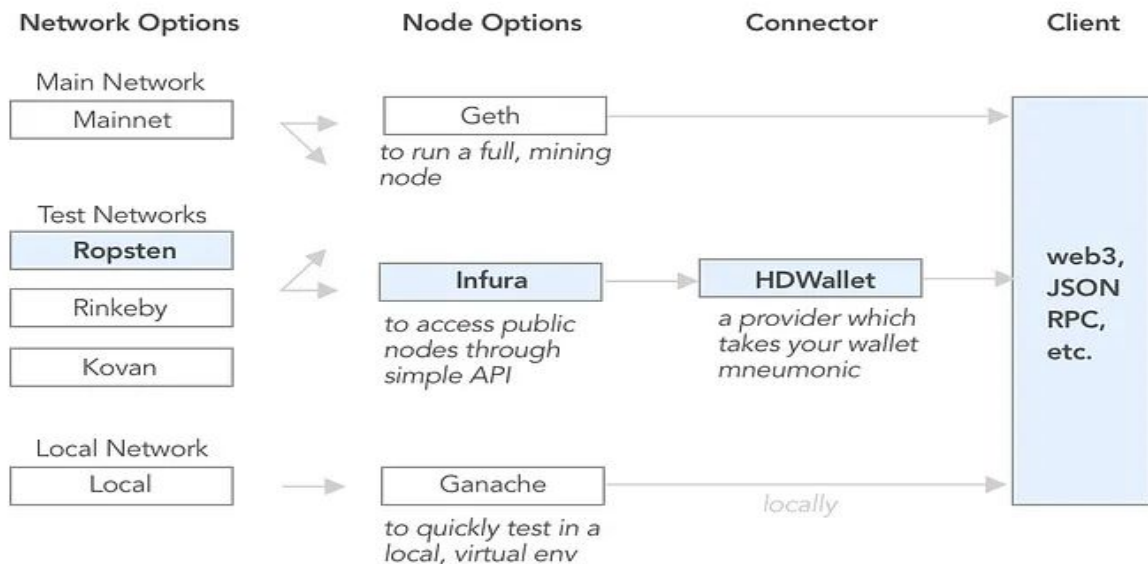 Network Options
Node Options
Connector
Client
Main Network
Mainnet
Geth
to run a full, mining
node
Test Networks
Ropsten
Rinkeby
Kovan
Infura
to access public
nodes through
simple API
HDWallet
a provider which
takes your wallet
mneumonic
web3,
JSON
RPC,
etc.
Local Network
Local
Ganache
to quickly test in a
local, virtual env
locally